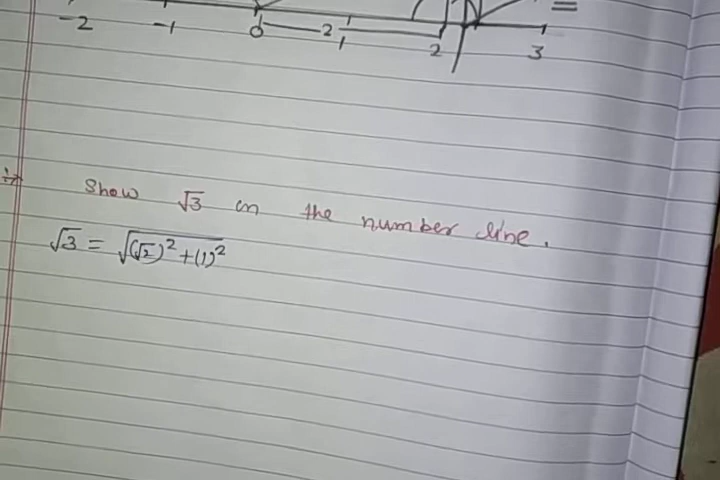 -2 -1 0 2 1 2 3
i>
Show √3 on the number line.
√3 = √(√2)² + (1)²